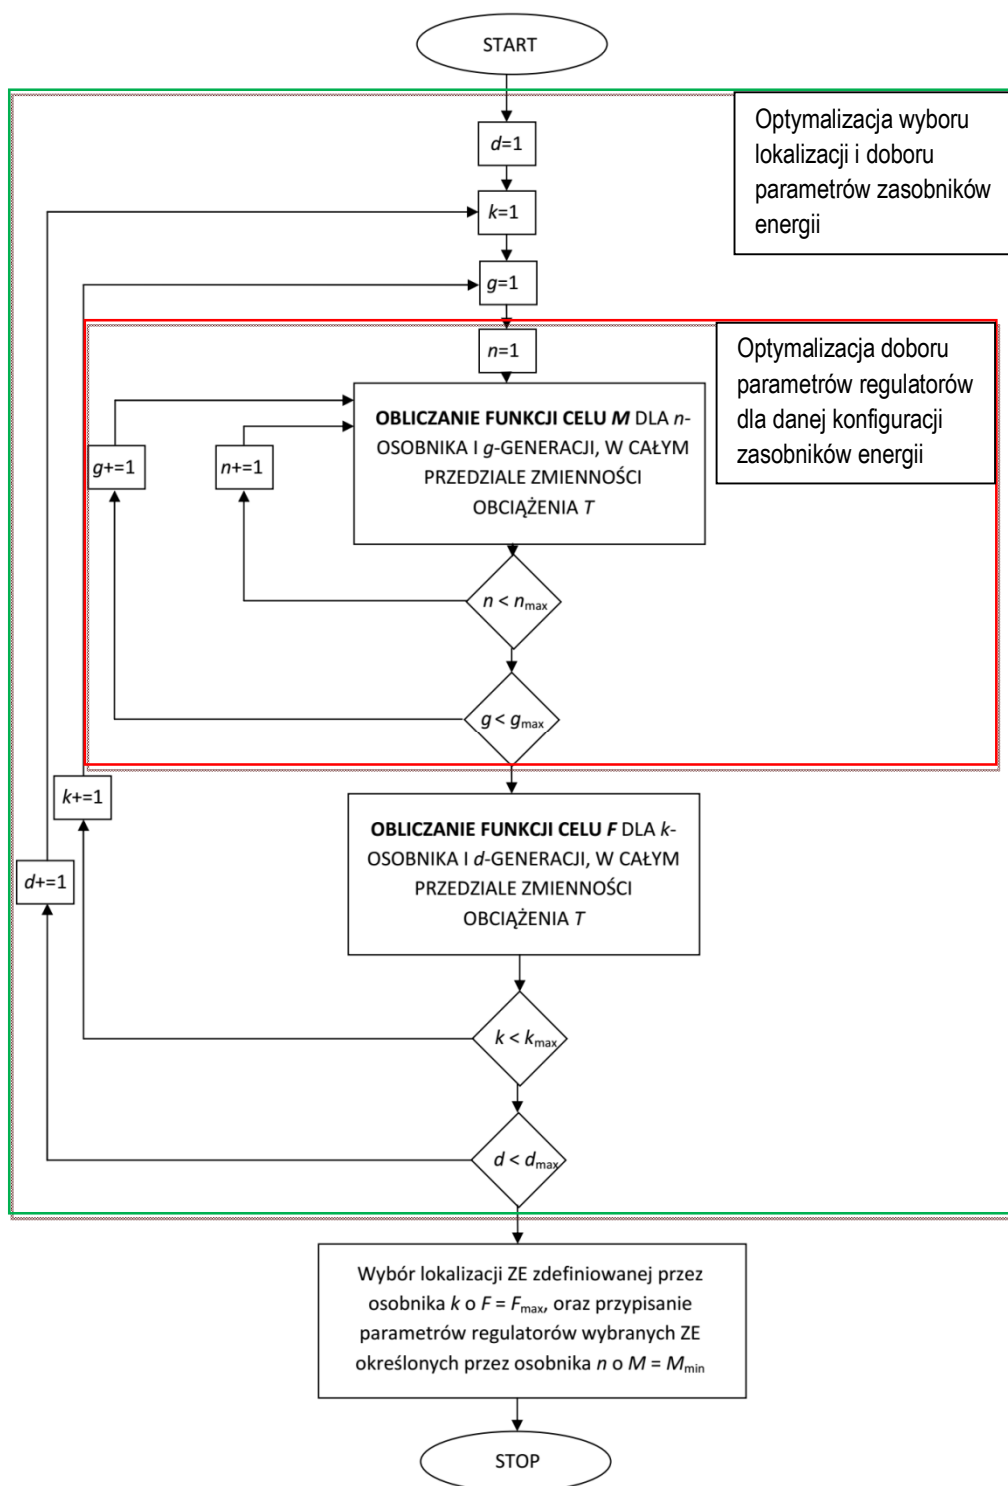 START
Optymalizacja wyboru
lokalizacji i doboru
parametrów zasobników
energii
d=1
k=1
g=1
n=1
Optymalizacja doboru
parametrów regulatorów
dla danej konfiguracji
zasobników energii
OBLICZANIE FUNKCJI CELU M DLA n-
OSOBNIKA I g-GENERACJI, W CAŁYM
PRZEDZIALE ZMIENNOŚCI
OBCIĄŻENIA T
g+=1
n+=1
n < nmax
g < gmax
k+=1
OBLICZANIE FUNKCJI CELU F DLA k-
OSOBNIKA I d-GENERACJI, W CAŁYM
PRZEDZIALE ZMIENNOŚCI
OBCIĄŻENIA T
d+=1
k < kmax
d < dmax
Wybór lokalizacji ZE zdefiniowanej przez
osobnika k o F = Fmax, oraz przypisanie
parametrów regulatorów wybranych ZE
określonych przez osobnika n o M = Mmin
STOP